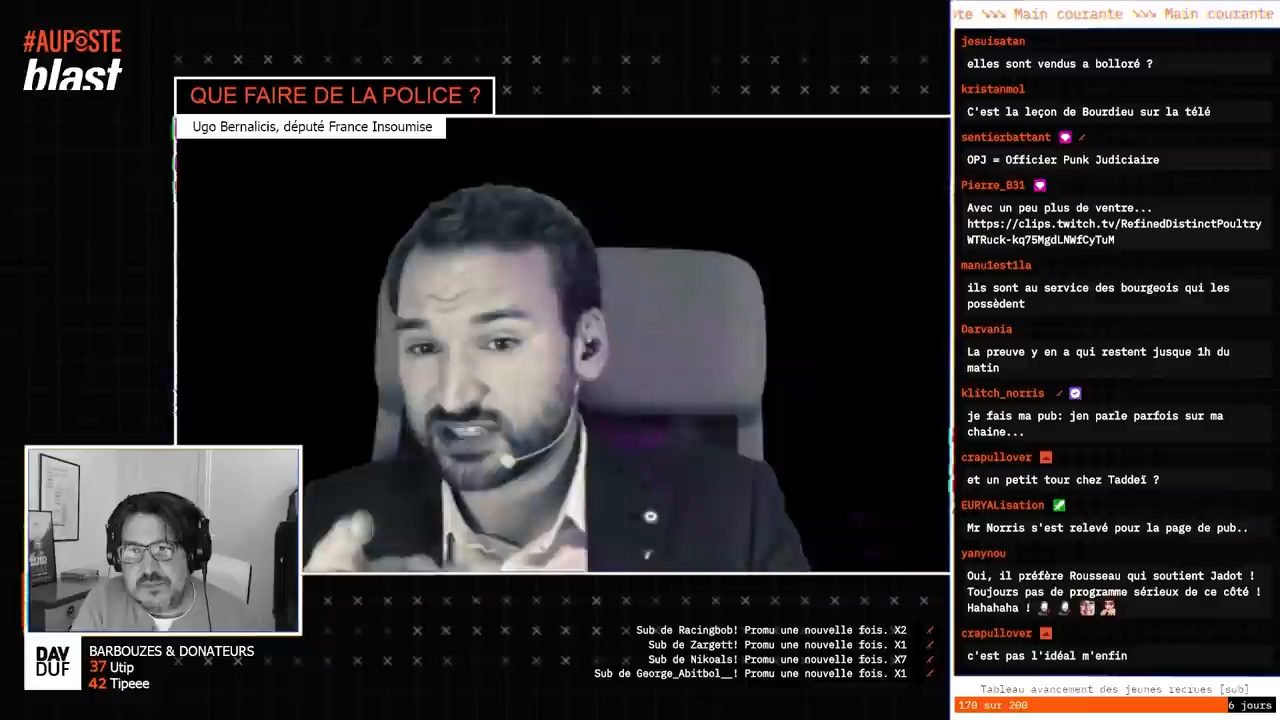 #AUPOSTE
blast
QUE FAIRE DE LA POLICE ?
Ugo Bernalicis, député France Insoumise
DAV
DUF
BARBOUZES & DONATEURS
37 Utip
42 Tipeee
Sub de Racingbob! Promu une nouvelle fois. X2
Sub de Zargett! Promu une nouvelle fois. X1
Sub de Nikoals! Promu une nouvelle fois. X7
Sub de George_Abitbol__! Promu une nouvelle fois. X1
Main courante >>> Main courante
jesuisatan
elles sont vendus a bolloré ?
kristanmol
C'est la leçon de Bourdieu sur la télé
sentierbattant
OPJ = Officier Punk Judiciaire
Pierre_B31
Avec un peu plus de ventre...
https://clips.twitch.tv/RefinedDistinctPoultry
WTRuck-kq75MgdLNWfCyTuM
manu1est1la
ils sont au service des bourgeois qui les
possèdent
Darvania
La preuve y en a qui restent jusque 1h du
matin
klitch_norris
je fais ma pub: jen parle parfois sur ma
chaine...
crapullover
et un petit tour chez Taddeï ?
EURYALisation
Mr Norris s'est relevé pour la page de pub..
yanynou
Oui, il préfère Rousseau qui soutient Jadot !
Toujours pas de programme sérieux de ce côté !
Hahahaha !
crapullover
c'est pas l'idéal m'enfin
Tableau avancement des jeunes recrues [sub]
170 sur 200
6 jours